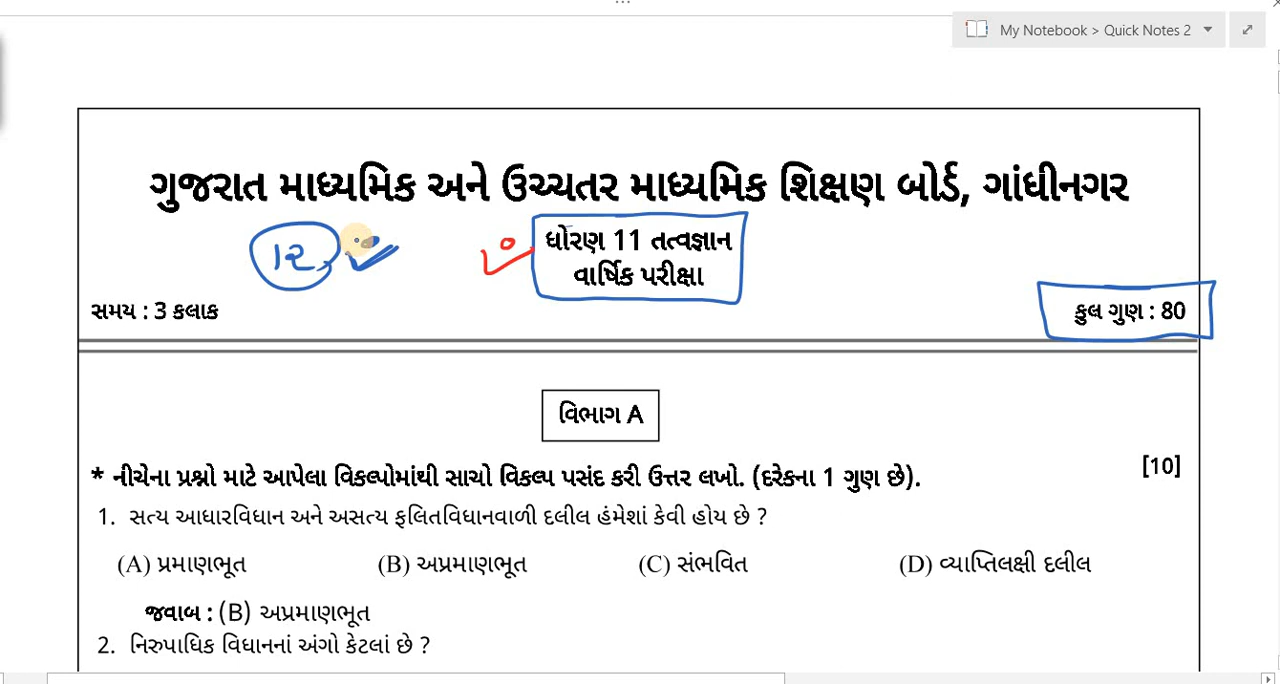 My Notebook > Quick Notes 2
ગુજરાત માધ્યમિક અને ઉચ્ચતર માધ્યમિક શિક્ષણ બોર્ડ, ગાંધીનગર
૧૨
ધોરણ 11 તત્વજ્ઞાન
વાર્ષિક પરીક્ષા
સમય : 3 કલાક
કુલ ગુણ : 80
વિભાગ A
* નીચેના પ્રશ્નો માટે આપેલા વિકલ્પોમાંથી સાચો વિકલ્પ પસંદ કરી ઉત્તર લખો. (દરેકના 1 ગુણ છે). [10]
1. સત્ય આધારવિધાન અને અસત્ય ફલિતવિધાનવાળી દલીલ હંમેશાં કેવી હોય છે ?
(A) પ્રમાણભૂત (B) અપ્રમાણભૂત (C) સંભવિત (D) વ્યાપ્તિલક્ષી દલીલ
જવાબ : (B) અપ્રમાણભૂત
2. નિરુપાધિક વિધાનનાં અંગો કેટલાં છે ?